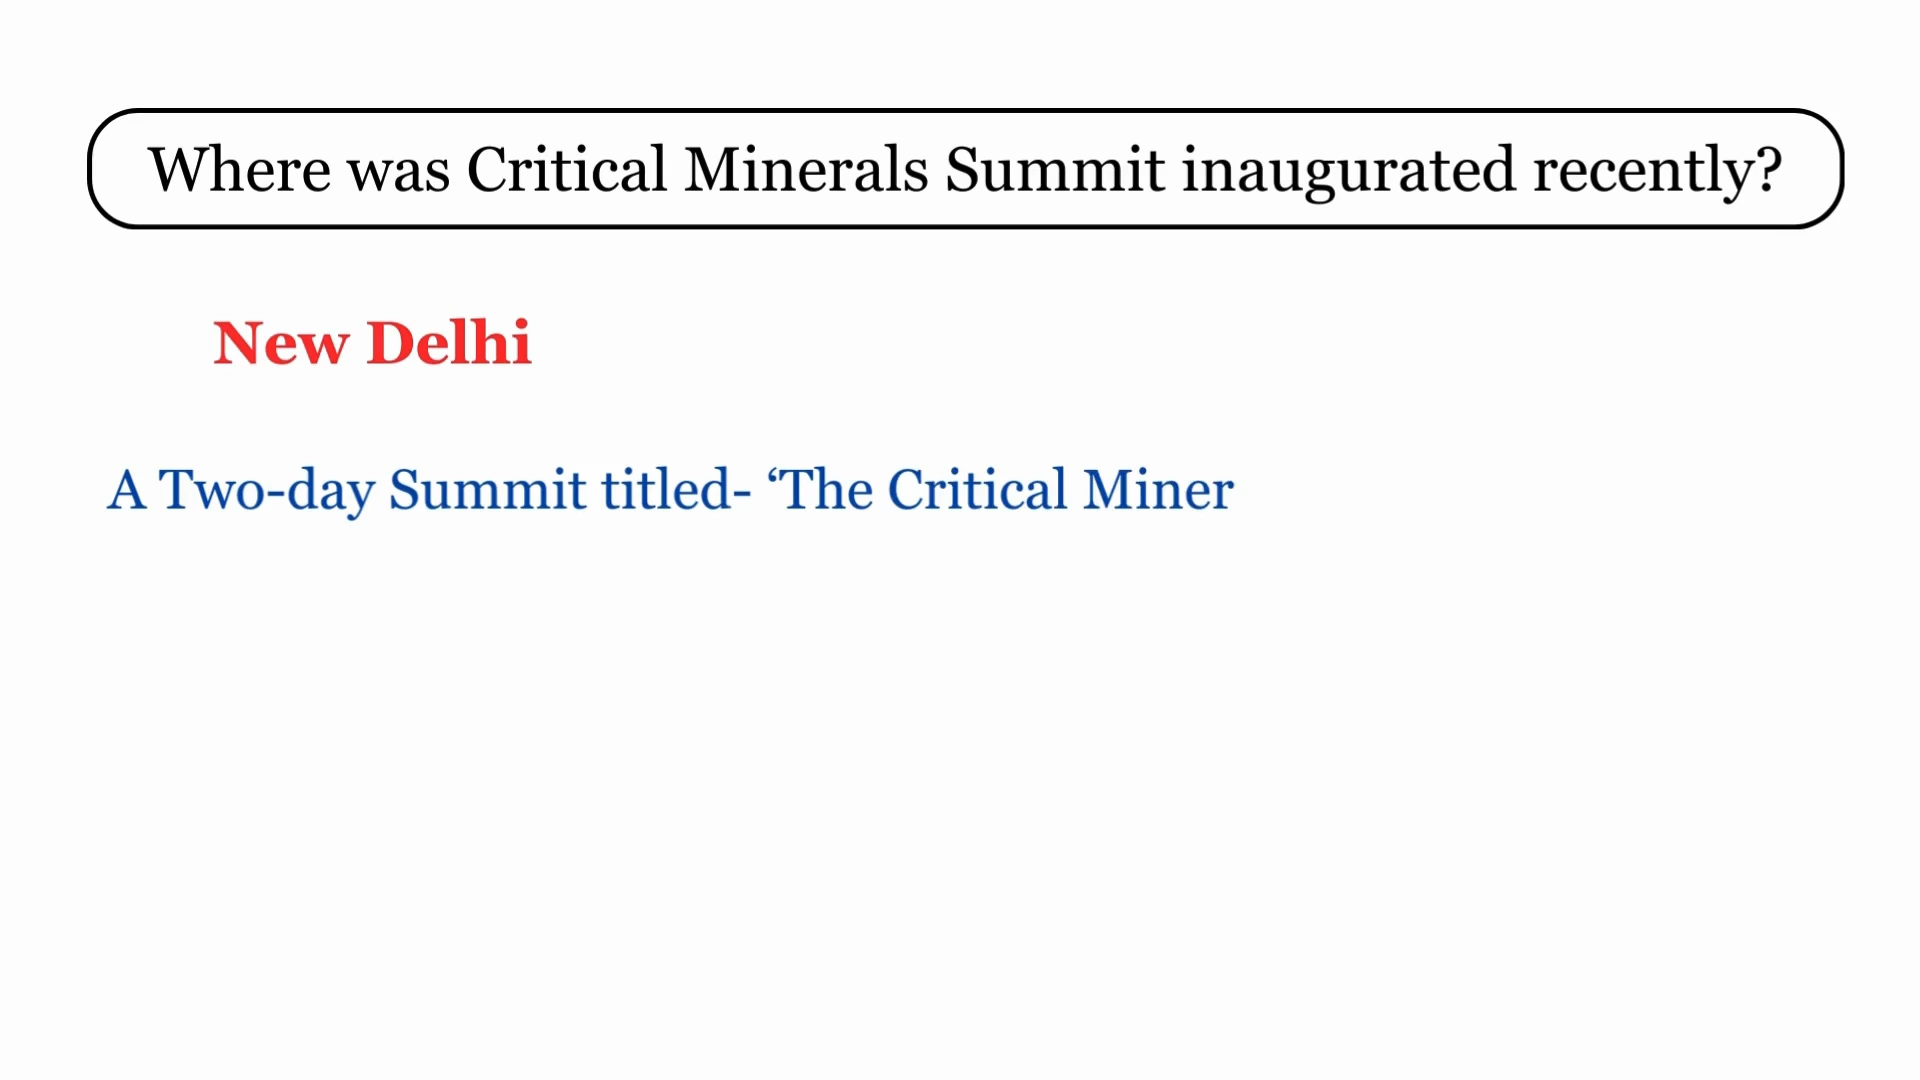 Where was Critical Minerals Summit inaugurated recently?
New Delhi
A Two-day Summit titled- ‘The Critical Miner